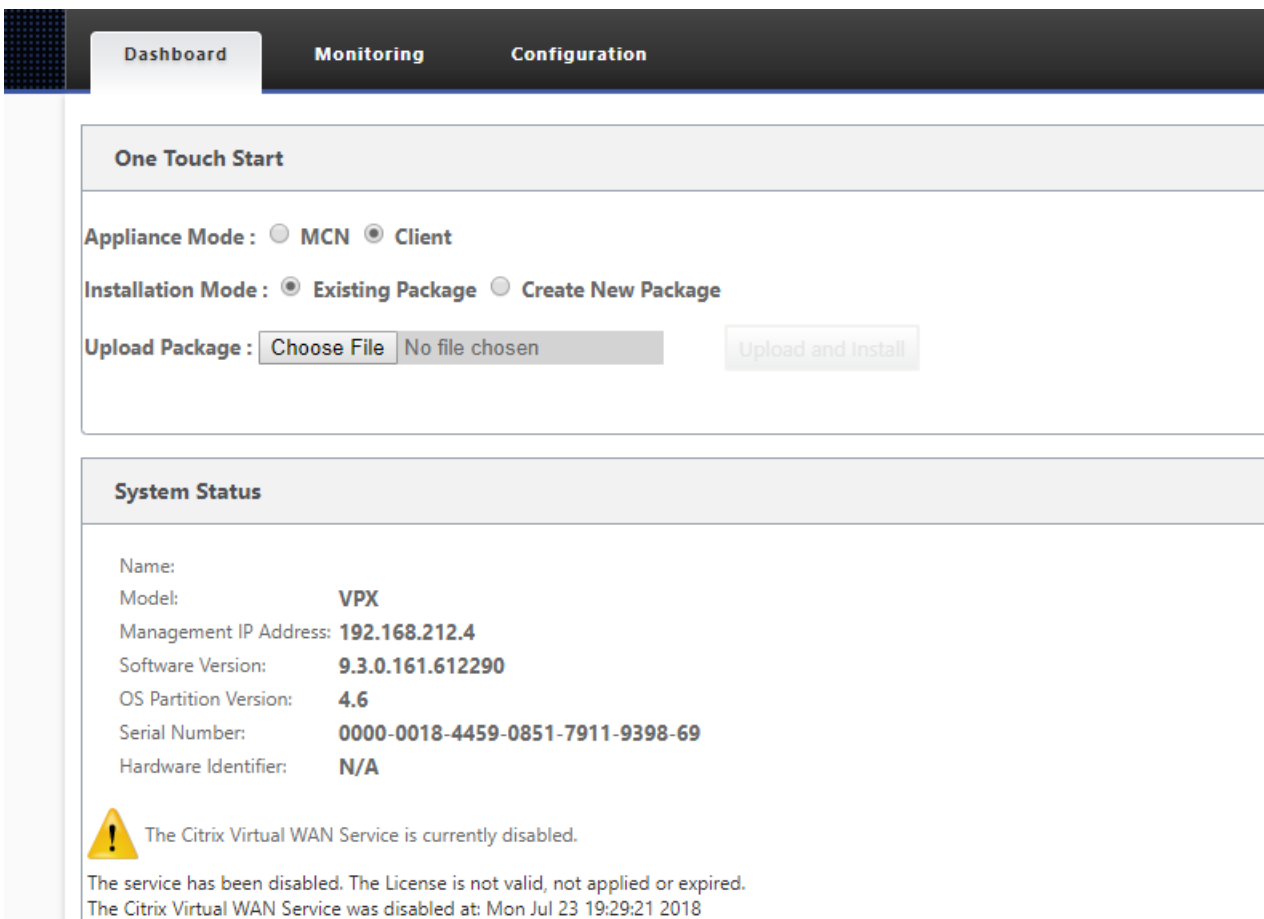 Dashboard Monitoring Configuration
One Touch Start
Appliance Mode : MCN Client
Installation Mode : Existing Package Create New Package
Upload Package : Choose File No file chosen Upload and Install
System Status
Name:
Model: VPX
Management IP Address: 192.168.212.4
Software Version: 9.3.0.161.612290
OS Partition Version: 4.6
Serial Number: 0000-0018-4459-0851-7911-9398-69
Hardware Identifier: N/A
The Citrix Virtual WAN Service is currently disabled.
The service has been disabled. The License is not valid, not applied or expired.
The Citrix Virtual WAN Service was disabled at: Mon Jul 23 19:29:21 2018